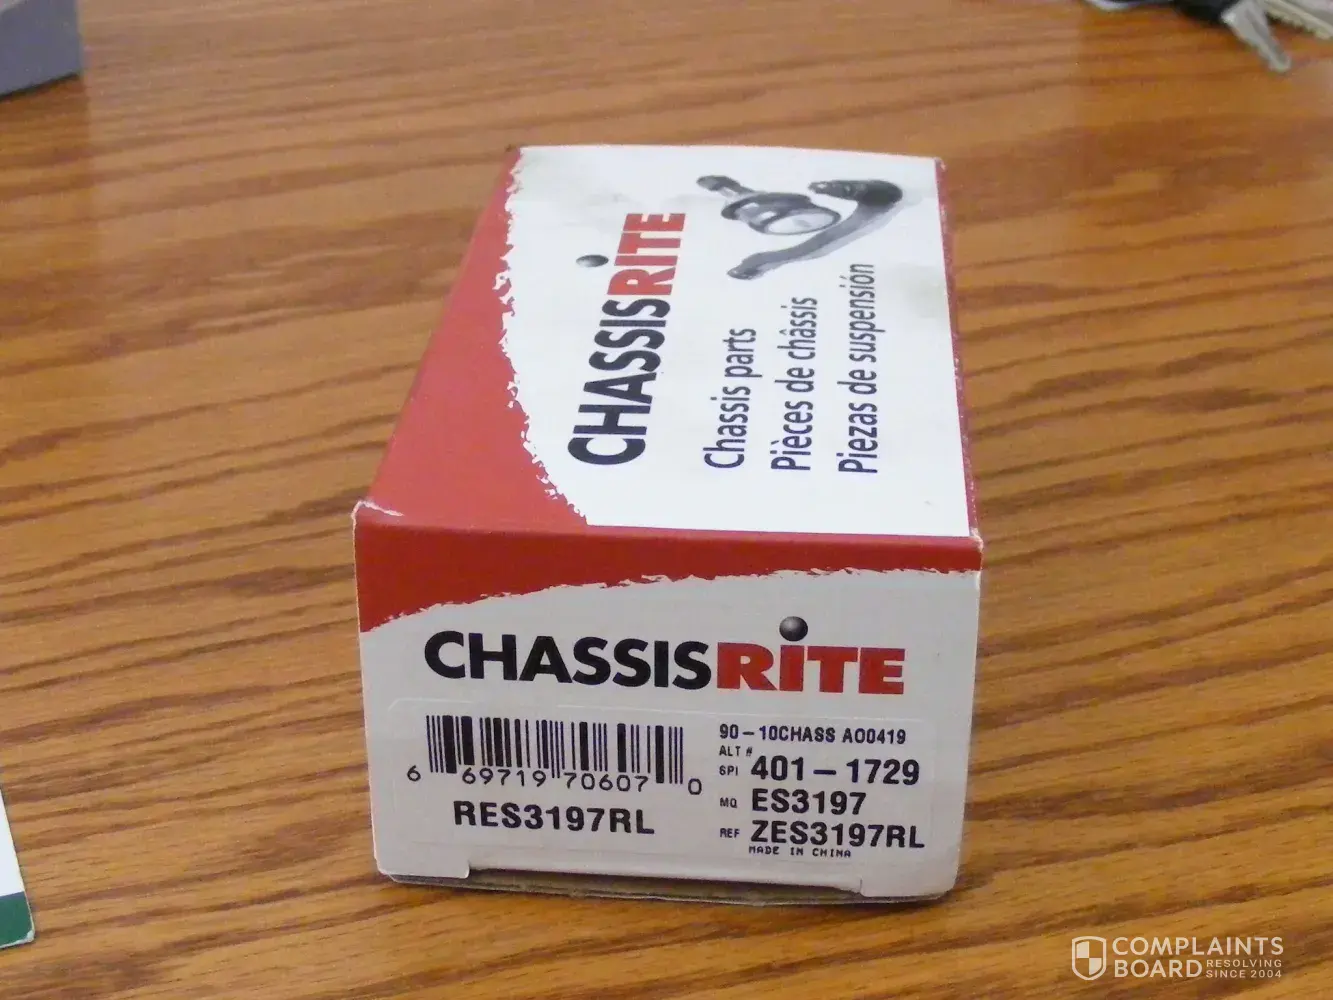 CHASSISRITE
Chassis parts
Pièces de châssis
Piezas de suspensión
CHASSISRITE
90-10CHASS A00419
ALT #
SPI 401-1729
MQ ES3197
REF ZES3197RL
MADE IN CHINA
6 69719 70607 0
RES3197RL
COMPLAINTS
BOARD RESOLVING
SINCE 2004